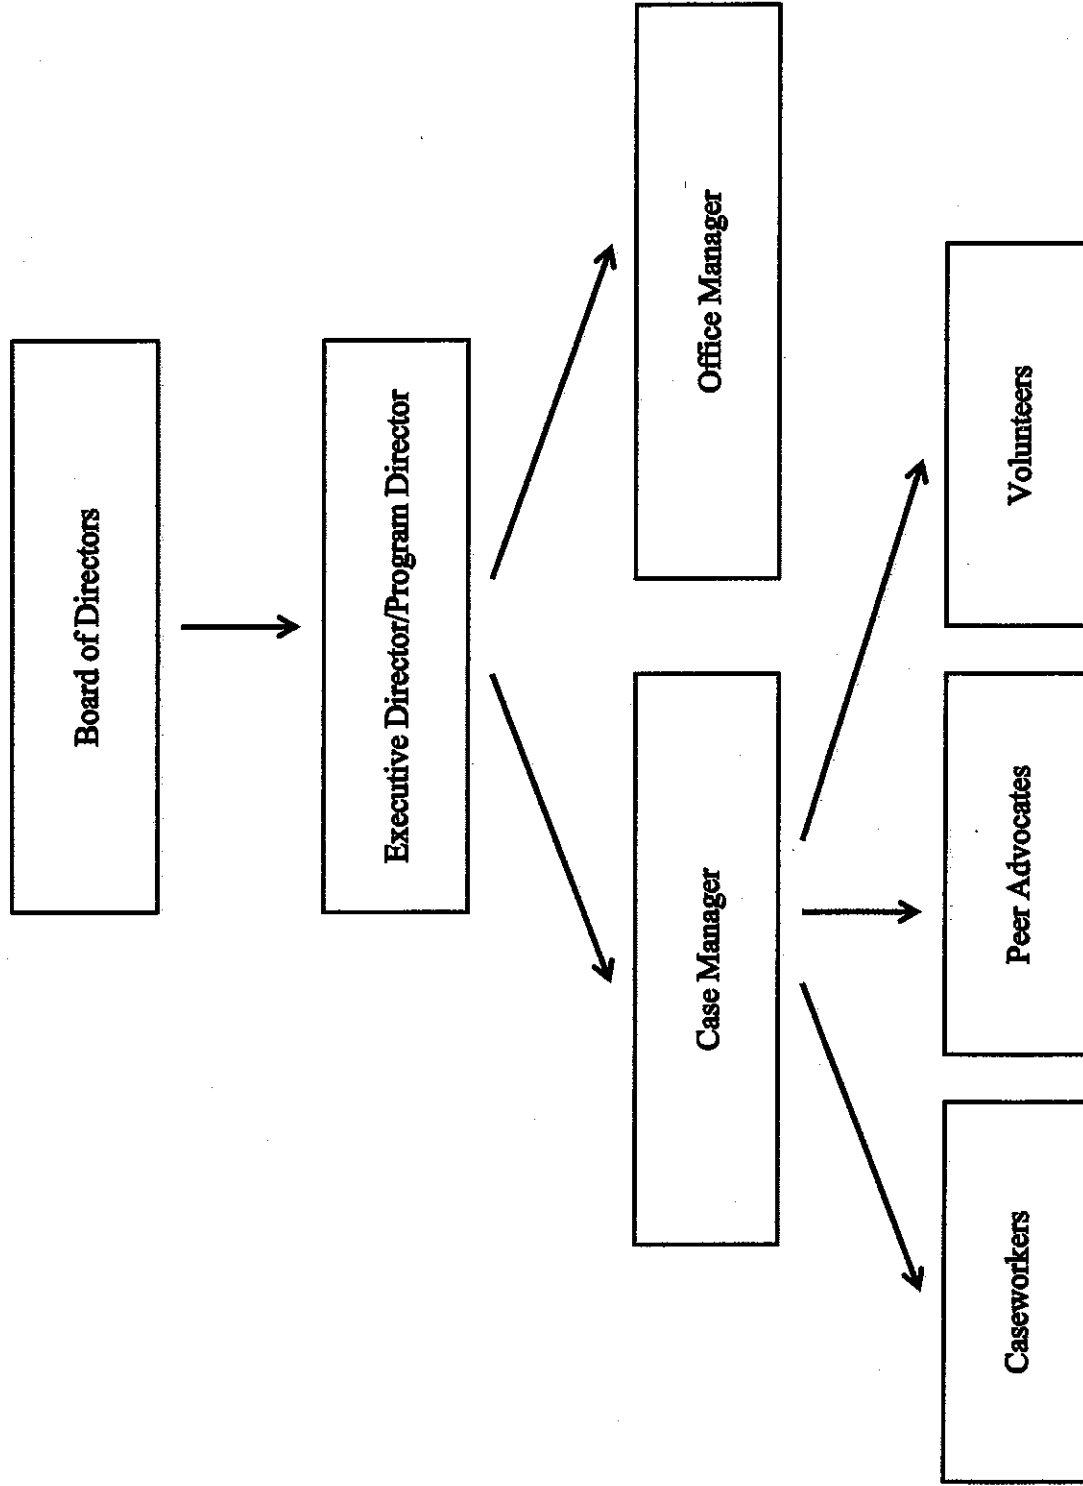 Board of Directors
Executive Director/Program Director
Case Manager
Office Manager
Caseworkers
Peer Advocates
Volunteers